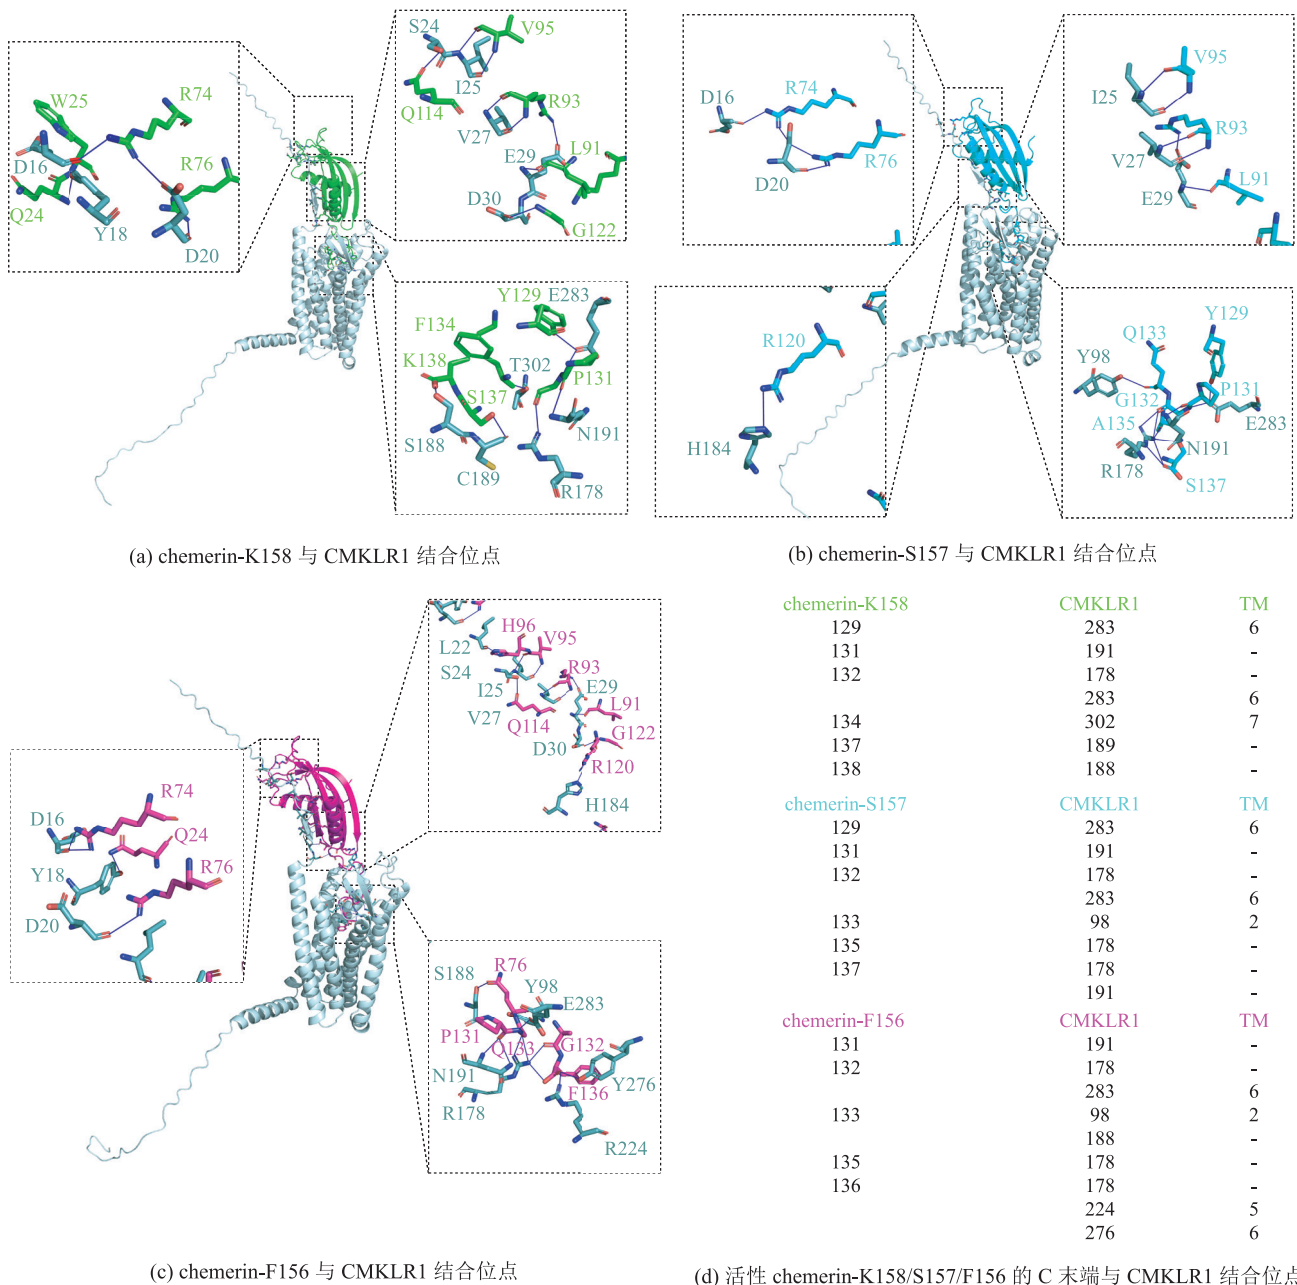 S24
V95
I25
Q114
R93
V27
E29
L91
D30
G122
W25
R74
D16
R76
Q24
Y18
D20
Y129
E283
F134
K138
T302
P131
S137
N191
S188
C189
R178
(a) chemerin-K158 与 CMKLR1 结合位点
R74
D16
R76
D20
V95
I25
R93
V27
L91
E29
R120
H184
Y129
Q133
Y98
G132
P131
A135
E283
N191
R178
S137
(b) chemerin-S157 与 CMKLR1 结合位点
H96
V95
L22
S24
R93
I25
E29
V27
L91
Q114
G122
D30
R120
H184
R74
D16
Q24
Y18
R76
D20
R76
S188
Y98
E283
P131
Q133
G132
N191
Y276
R178
F136
R224
(c) chemerin-F156 与 CMKLR1 结合位点
chemerin-K158 CMKLR1 TM
129 283 6
131 191 -
132 178 -
283 6
134 302 7
137 189 -
138 188 -
chemerin-S157 CMKLR1 TM
129 283 6
131 191 -
132 178 -
283 6
133 98 2
135 178 -
137 178 -
191 -
chemerin-F156 CMKLR1 TM
131 191 -
132 178 -
283 6
133 98 2
188 -
135 178 -
136 178 -
224 5
276 6
(d) 活性 chemerin-K158/S157/F156 的 C 末端与 CMKLR1 结合位点